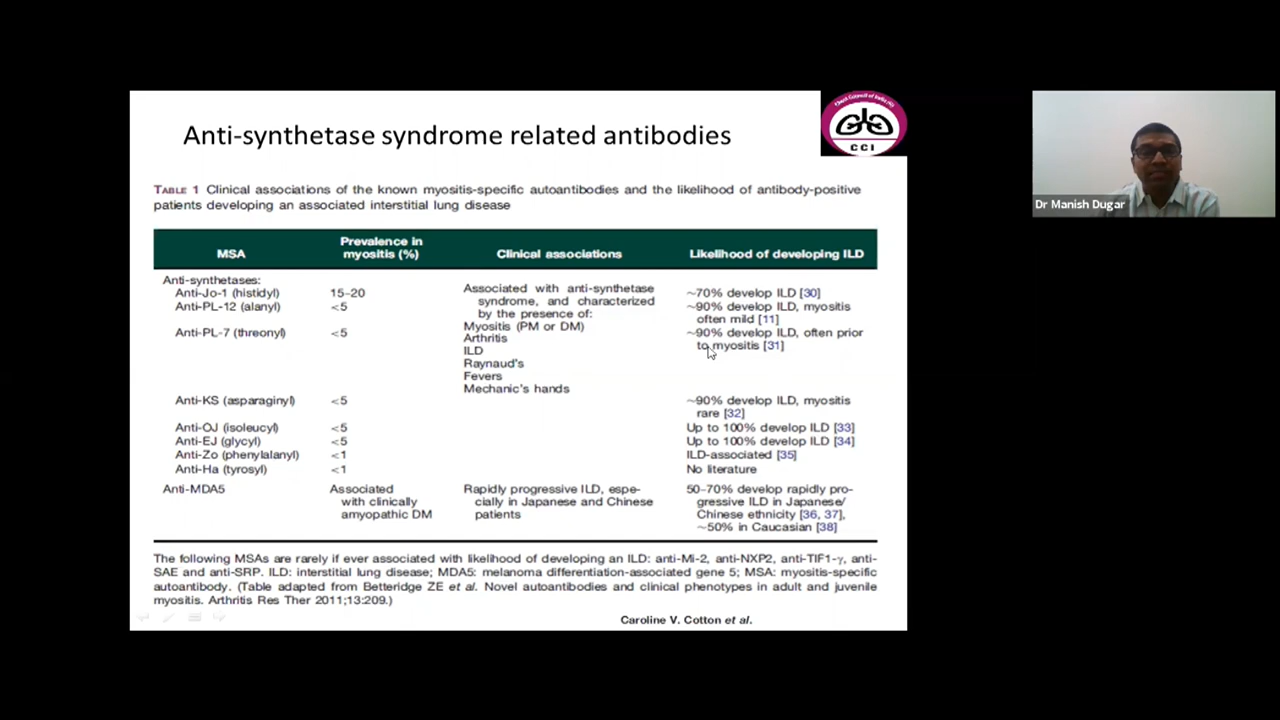 Anti-synthetase syndrome related antibodies
CCI
Dr Manish Dugar
TABLE 1 Clinical associations of the known myositis-specific autoantibodies and the likelihood of antibody-positive
patients developing an associated interstitial lung disease
MSA
Prevalence in
myositis (%)
Clinical associations
Likelihood of developing ILD
Anti-synthetases:
Anti-Jo-1 (histidyl)
15–20
Associated with anti-synthetase
syndrome, and characterized
by the presence of:
Myositis (PM or DM)
Arthritis
ILD
Raynaud's
Fevers
Mechanic's hands
~70% develop ILD [30]
Anti-PL-12 (alanyl)
<5
~90% develop ILD, myositis
often mild [11]
Anti-PL-7 (threonyl)
<5
~90% develop ILD, often prior
to myositis [31]
Anti-KS (asparaginyl)
<5
~90% develop ILD, myositis
rare [32]
Anti-OJ (isoleucyl)
<5
Up to 100% develop ILD [33]
Anti-EJ (glycyl)
<5
Up to 100% develop ILD [34]
Anti-Zo (phenylalanyl)
<1
ILD-associated [35]
Anti-Ha (tyrosyl)
<1
No literature
Anti-MDA5
Associated
with clinically
amyopathic DM
Rapidly progressive ILD, espe-
cially in Japanese and Chinese
patients
50–70% develop rapidly pro-
gressive ILD in Japanese/
Chinese ethnicity [36, 37],
~50% in Caucasian [38]
The following MSAs are rarely if ever associated with likelihood of developing an ILD: anti-Mi-2, anti-NXP2, anti-TIF1-γ, anti-
SAE and anti-SRP. ILD: interstitial lung disease; MDA5: melanoma differentiation-associated gene 5; MSA: myositis-specific
autoantibody. (Table adapted from Betteridge ZE et al. Novel autoantibodies and clinical phenotypes in adult and juvenile
myositis. Arthritis Res Ther 2011;13:209.)
Caroline V. Cotton et al.